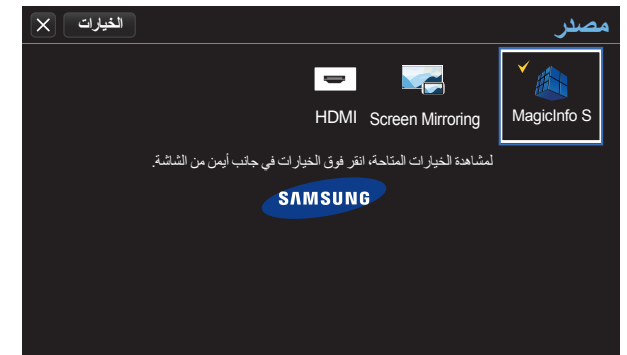 مصدر
الخيارات
MagicInfo S
Screen Mirroring
HDMI
لمشاهدة الخيارات المتاحة، انقر فوق الخيارات في جانب أيمن من الشاشة.
SAMSUNG